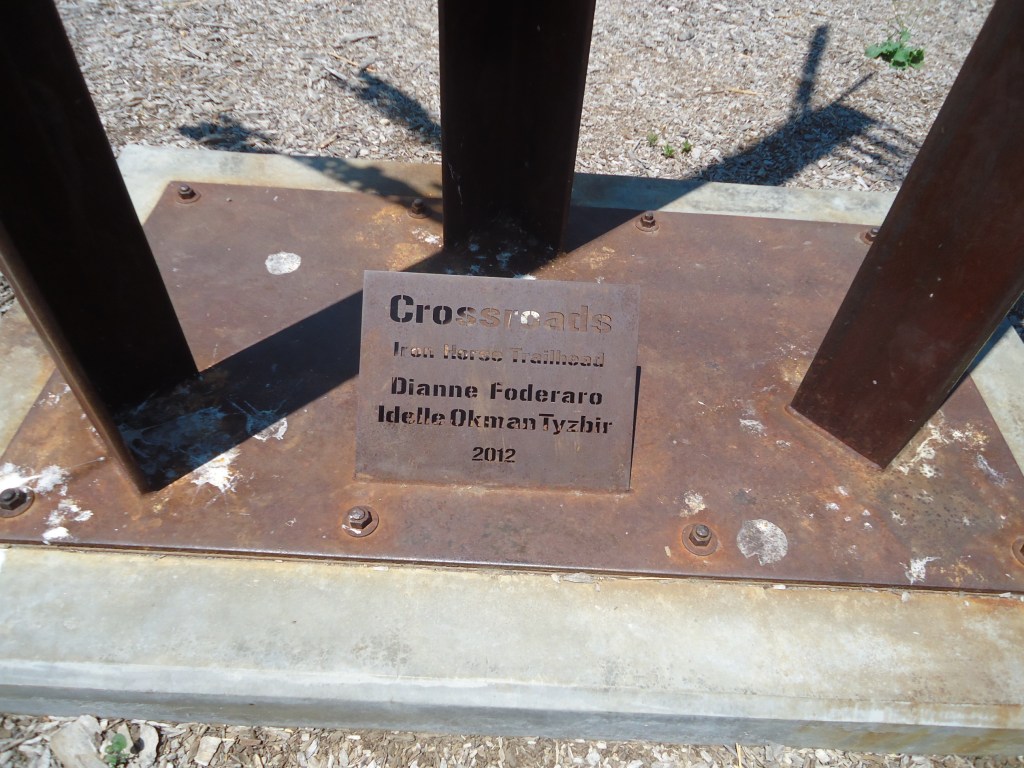 Crossroads
Iron Horse Trailhead
Dianne Foderaro
Idelle Okman Tyzbir
2012